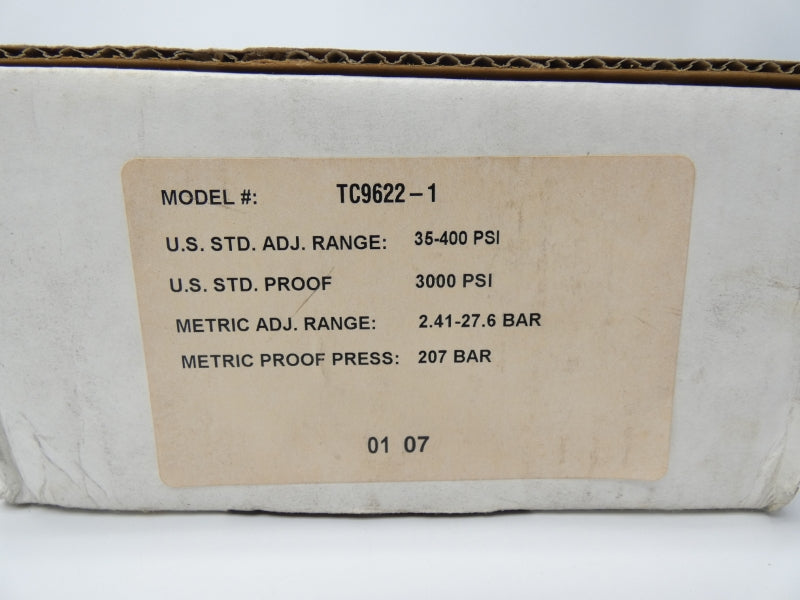 MODEL #: TC9622-1
U.S. STD. ADJ. RANGE: 35-400 PSI
U.S. STD. PROOF 3000 PSI
METRIC ADJ. RANGE: 2.41-27.6 BAR
METRIC PROOF PRESS: 207 BAR
01 07